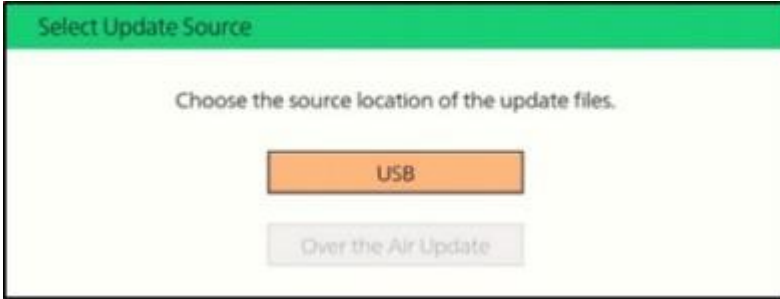 Select Update Source
Choose the source location of the update files.
USB
Over the Air Update